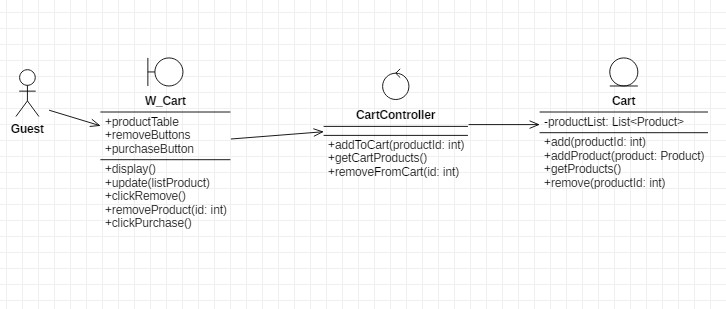 Guest
W_Cart
+productTable
+removeButtons
+purchaseButton
+display()
+update(listProduct)
+clickRemove()
+removeProduct(id: int)
+clickPurchase()
CartController
+addToCart(productId: int)
+getCartProducts()
+removeFromCart(id: int)
Cart
-productList: List<Product>
+add(productId: int)
+addProduct(product: Product)
+getProducts()
+remove(productId: int)